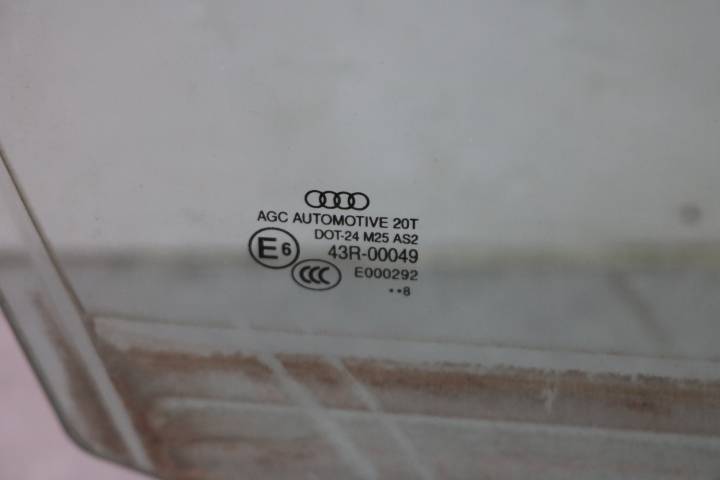 AGC AUTOMOTIVE 20T
DOT-24 M25 AS2
E6 43R-00049
CCC E000292
••8